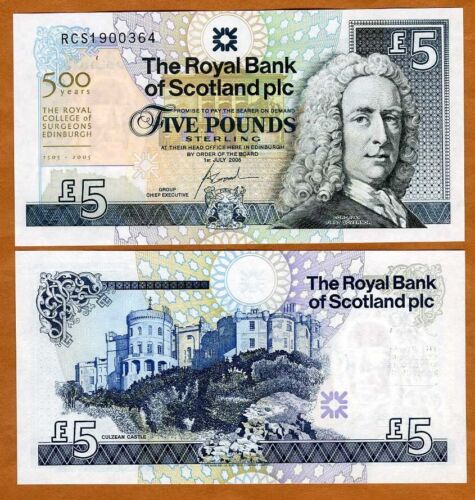 RCS1900364
£5
500
years
THE ROYAL
COLLEGE of
SURGEONS
EDINBURGH
1505 - 2005
The Royal Bank
of Scotland plc
PROMISE TO PAY THE BEARER ON DEMAND
FIVE POUNDS
STERLING
AT THEIR HEAD OFFICE HERE IN EDINBURGH
BY ORDER OF THE BOARD
1st JULY 2005
GROUP
CHIEF EXECUTIVE
£5
The Royal Bank
of Scotland plc
CULZEAN CASTLE
£5
£5